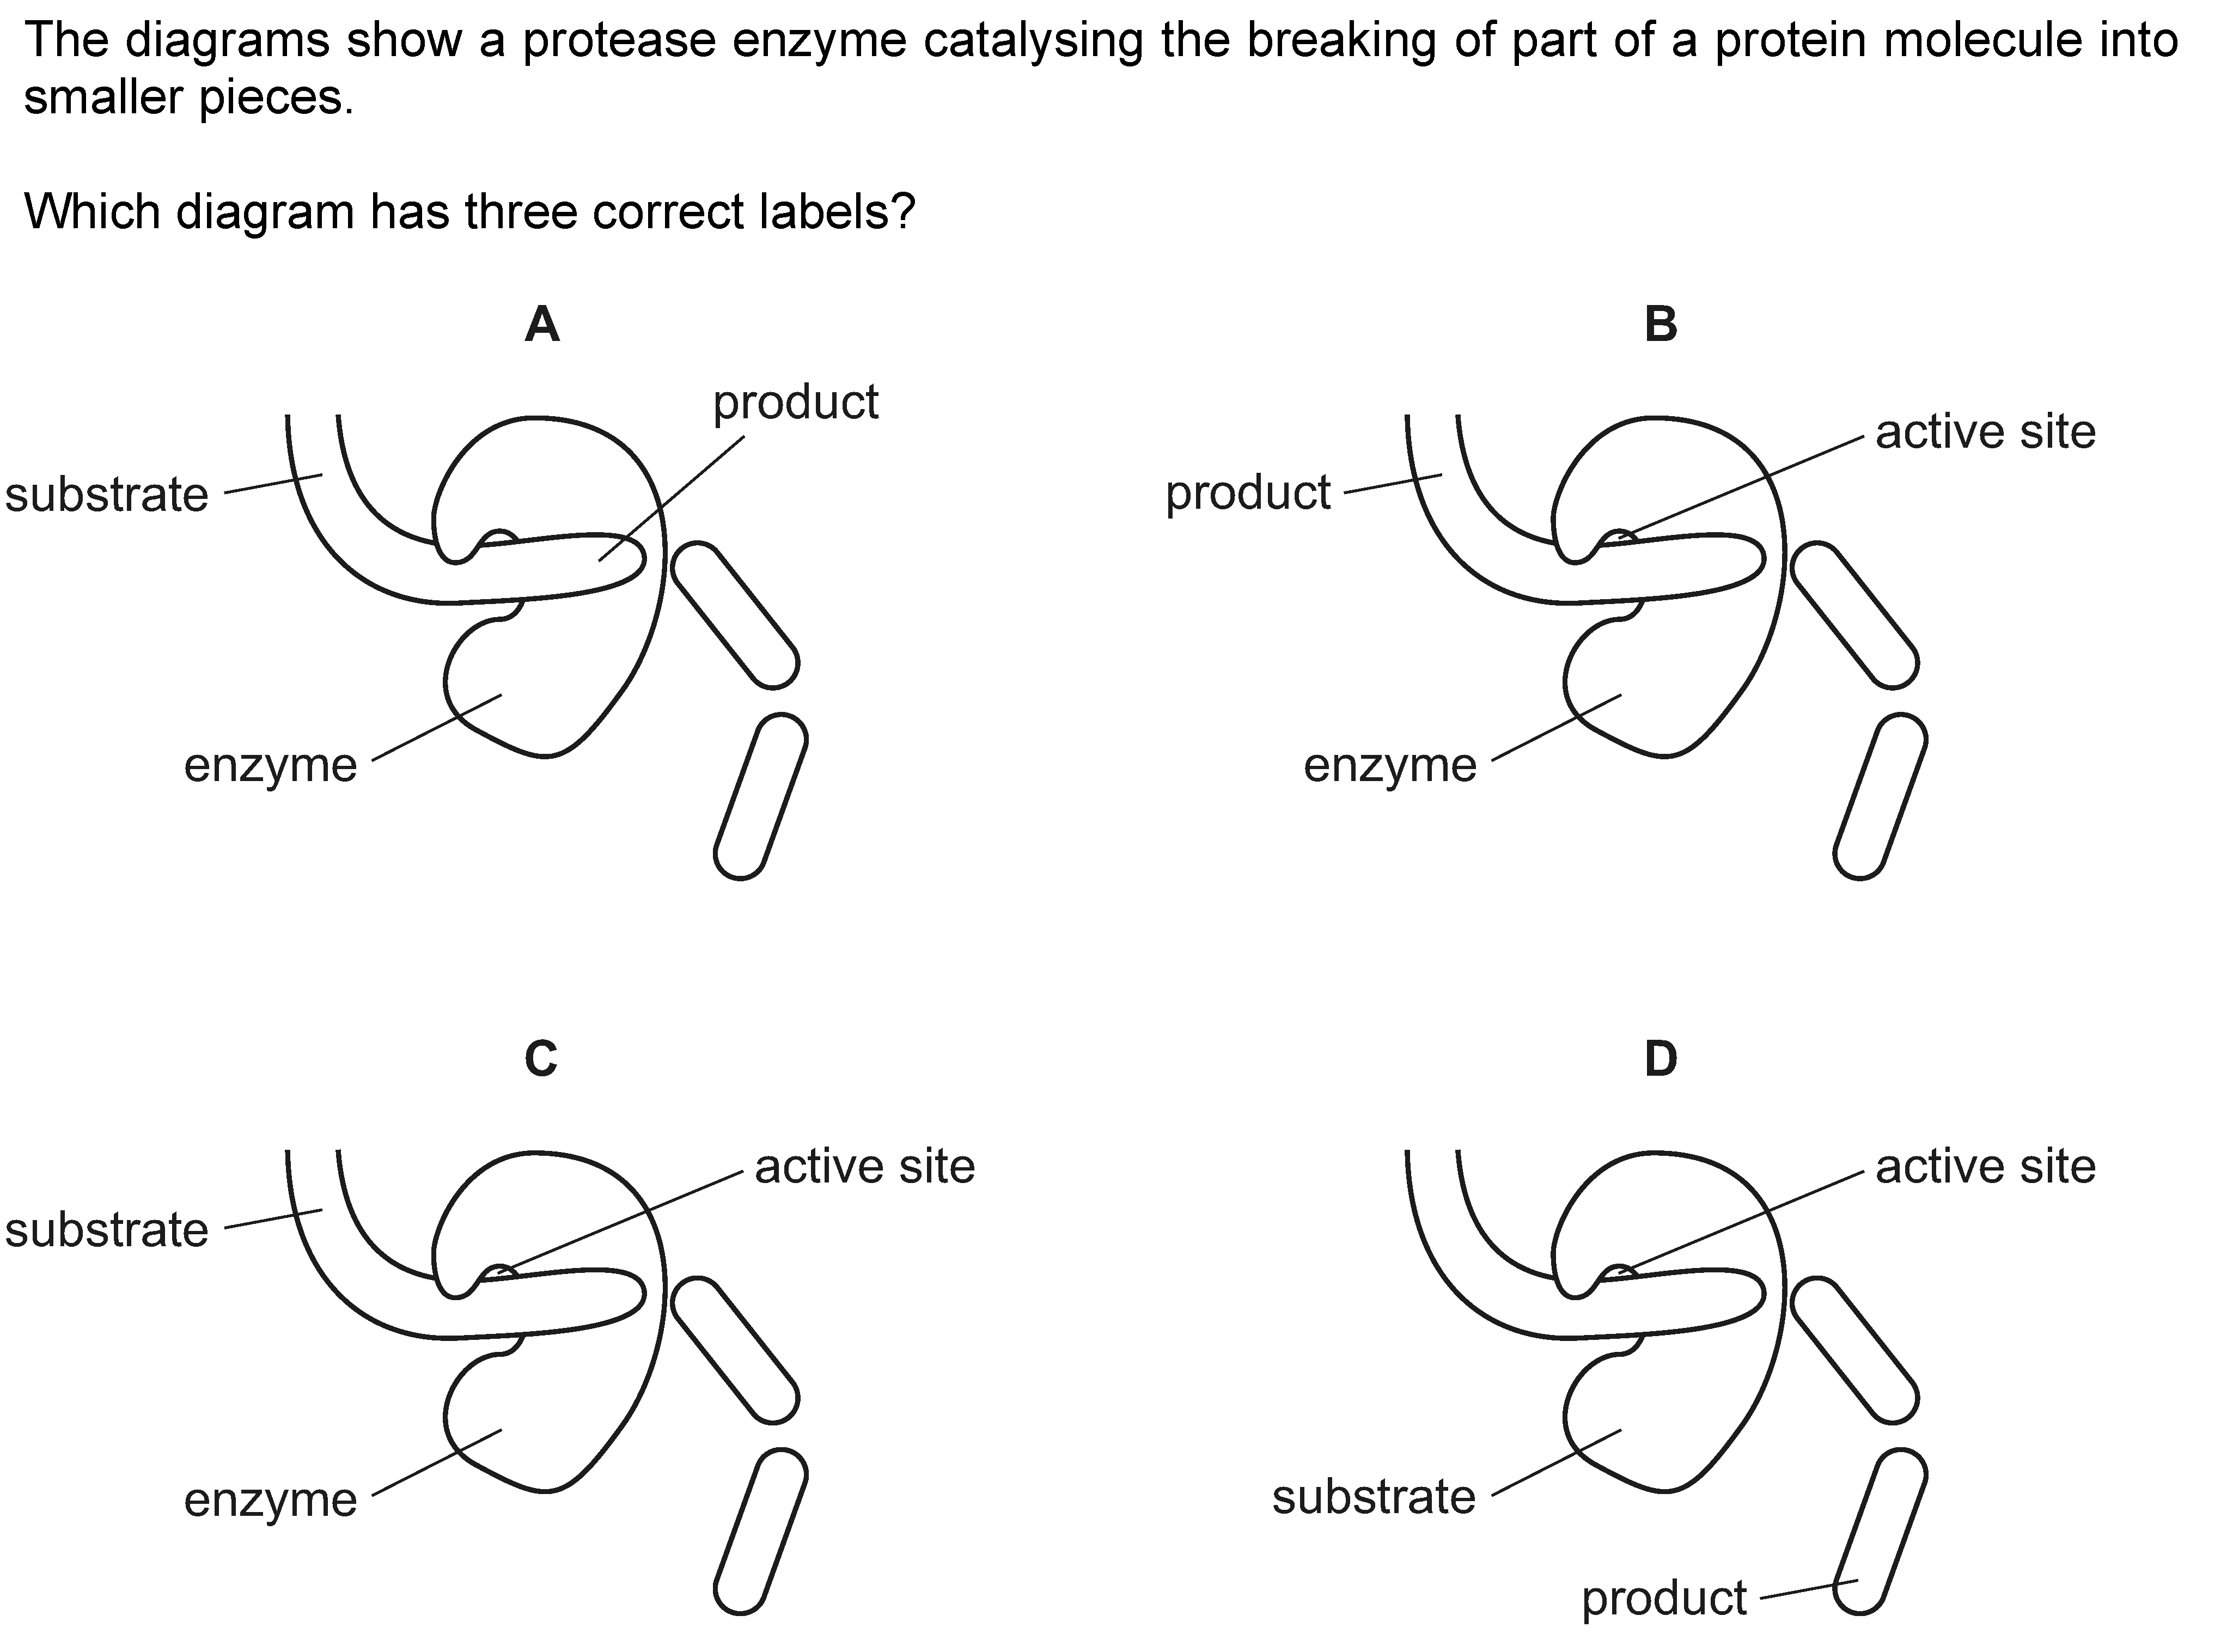 The diagrams show a protease enzyme catalysing the breaking of part of a protein molecule into
smaller pieces.
Which diagram has three correct labels?
A
product
substrate
enzyme
B
active site
product
enzyme
C
active site
substrate
enzyme
D
active site
substrate
product